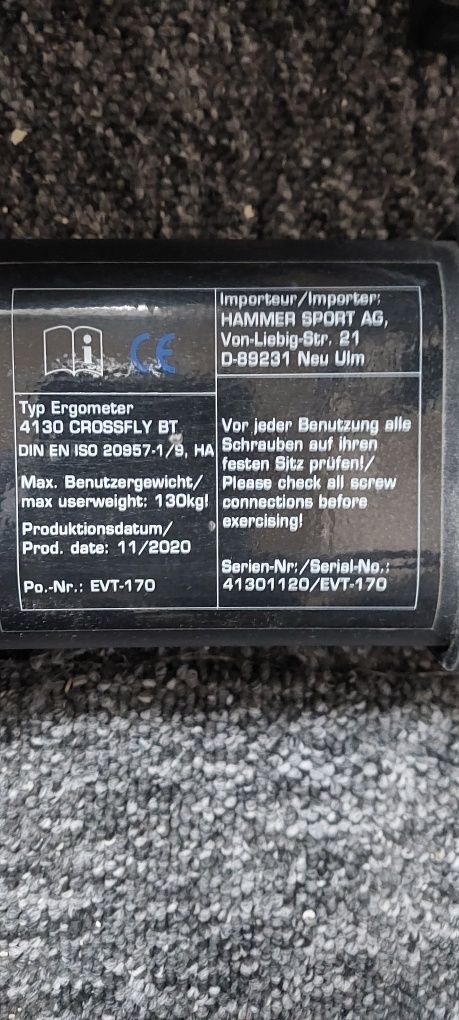 Importeur/Importer:
HAMMER SPORT AG,
Von-Liebig-Str. 21
D-89231 Neu Ulm
i
CE
Typ Ergometer
4130 CROSSFLY BT
DIN EN ISO 20957-1/9, HA
Max. Benutzergewicht/
max userweight: 130kg!
Produktionsdatum/
Prod. date: 11/2020
Po.-Nr.: EVT-170
Vor jeder Benutzung alle
Schrauben auf ihren
festen Sitz prüfen!/
Please check all screw
connections before
exercising!
Serien-Nr:/Serial-No.:
41301120/EVT-170